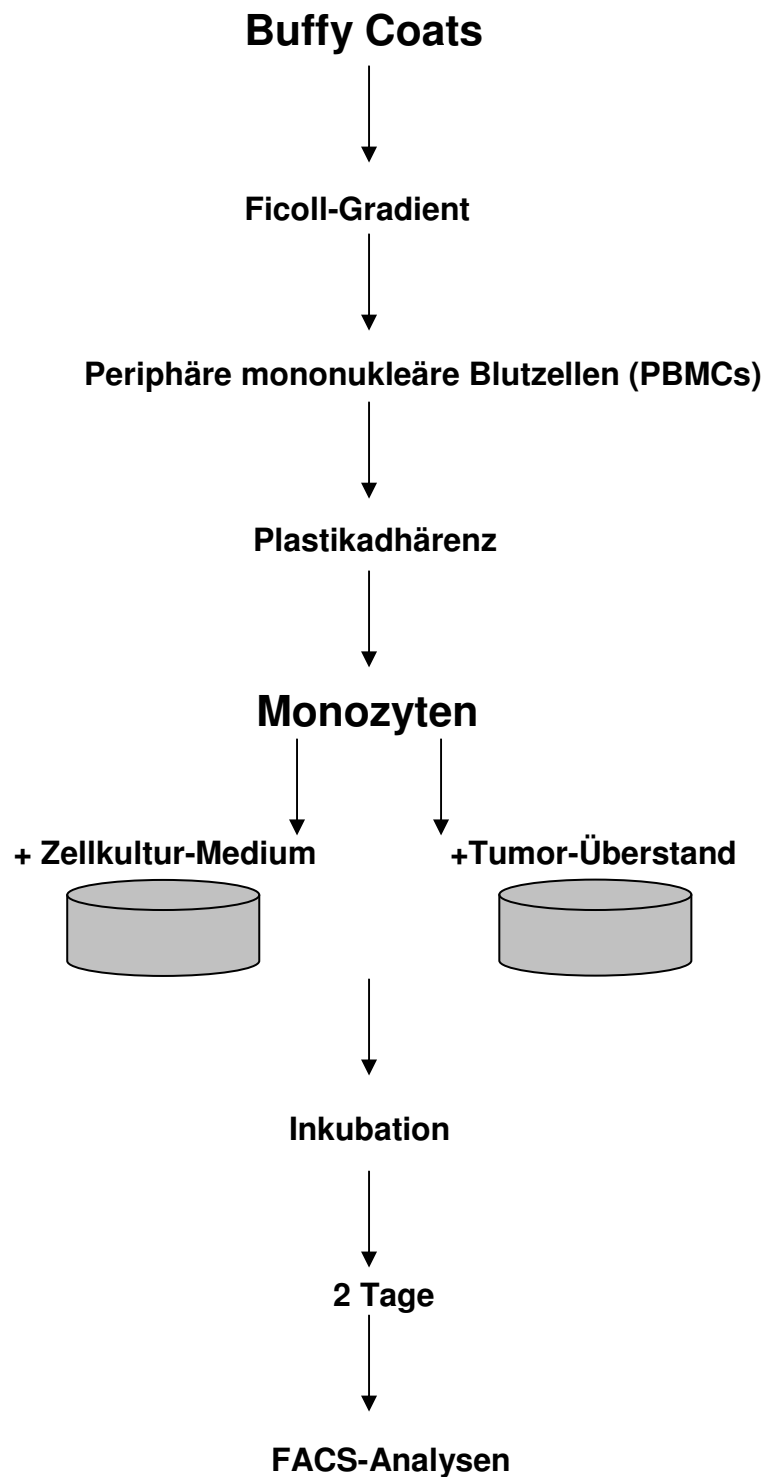 Buffy Coats
Ficoll-Gradient
Periphäre mononukleäre Blutzellen (PBMCs)
Plastikadhärenz
Monozyten
+ Zellkultur-Medium
+Tumor-Überstand
Inkubation
2 Tage
FACS-Analysen